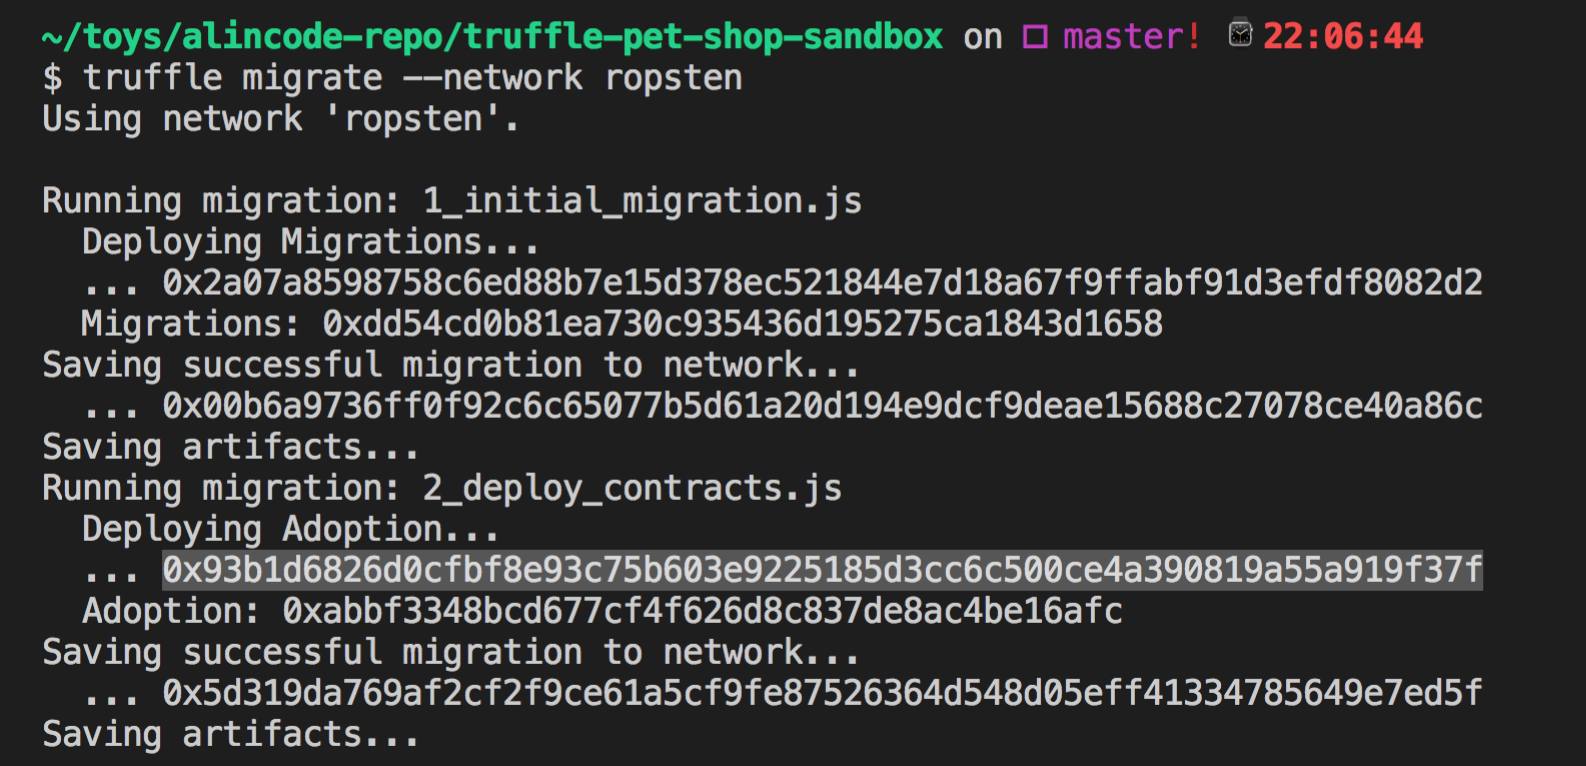 ~/toys/alincode-repo/truffle-pet-shop-sandbox on master! 22:06:44
$ truffle migrate --network ropsten
Using network 'ropsten'.
Running migration: 1_initial_migration.js
Deploying Migrations...
... 0x2a07a8598758c6ed88b7e15d378ec521844e7d18a67f9ffabf91d3efdf8082d2
Migrations: 0xdd54cd0b81ea730c935436d195275ca1843d1658
Saving successful migration to network...
... 0x00b6a9736ff0f92c6c65077b5d61a20d194e9dcf9deae15688c27078ce40a86c
Saving artifacts...
Running migration: 2_deploy_contracts.js
Deploying Adoption...
... 0x93b1d6826d0cfbf8e93c75b603e9225185d3cc6c500ce4a390819a55a919f37f
Adoption: 0xabbf3348bcd677cf4f626d8c837de8ac4be16afc
Saving successful migration to network...
... 0x5d319da769af2cf2f9ce61a5cf9fe87526364d548d05eff41334785649e7ed5f
Saving artifacts...